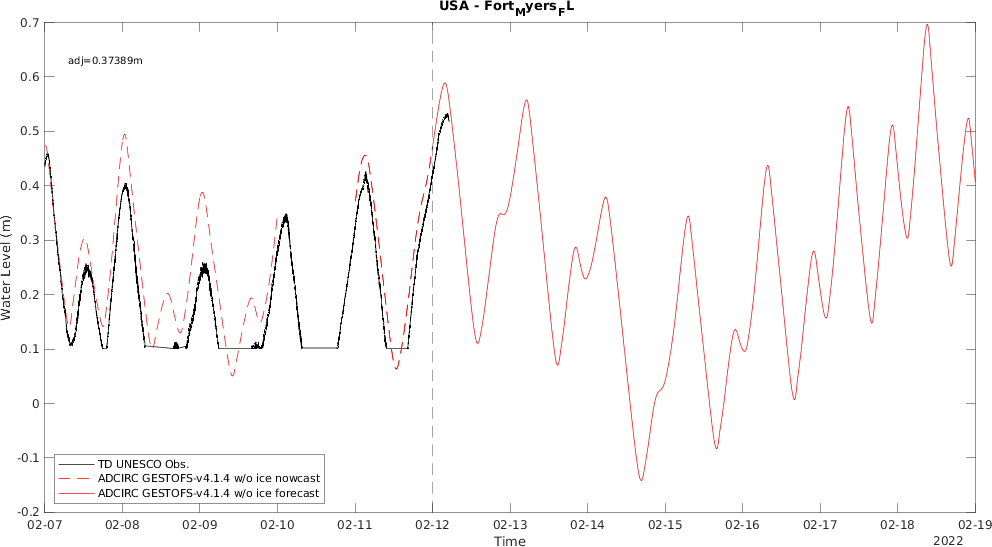 USA - FortMyersFL
adj=0.37389m
Water Level (m)
0.7
0.6
0.5
0.4
0.3
0.2
0.1
0
-0.1
-0.2
TD UNESCO Obs.
ADCIRC GESTOFS-v4.1.4 w/o ice nowcast
ADCIRC GESTOFS-v4.1.4 w/o ice forecast
02-07 02-08 02-09 02-10 02-11 02-12 02-13 02-14 02-15 02-16 02-17 02-18 02-19
Time
2022